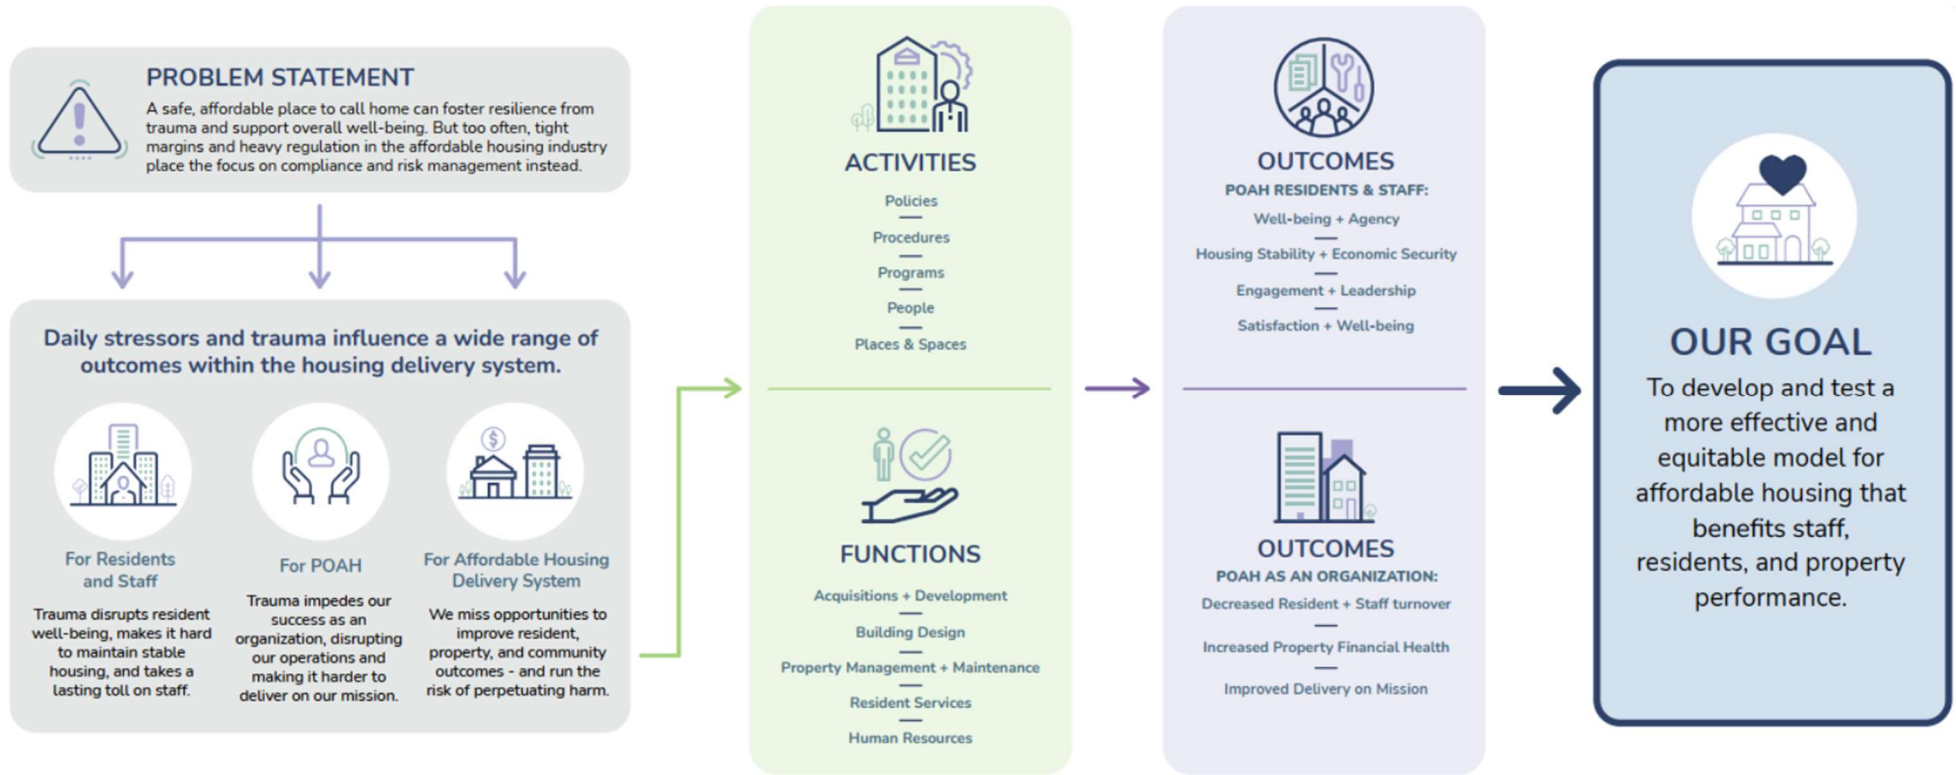 PROBLEM STATEMENT
A safe, affordable place to call home can foster resilience from
trauma and support overall well-being. But too often, tight
margins and heavy regulation in the affordable housing industry
place the focus on compliance and risk management instead.
Daily stressors and trauma influence a wide range of
outcomes within the housing delivery system.
For Residents
and Staff
Trauma disrupts resident
well-being, makes it hard
to maintain stable
housing, and takes a
lasting toll on staff.
For POAH
Trauma impedes our
success as an
organization, disrupting
our operations and
making it harder to
deliver on our mission.
$
For Affordable Housing
Delivery System
We miss opportunities to
improve resident,
property, and community
outcomes - and run the
risk of perpetuating harm.
ACTIVITIES
Policies
Procedures
Programs
People
Places & Spaces
FUNCTIONS
Acquisitions + Development
Building Design
Property Management + Maintenance
Resident Services
Human Resources
OUTCOMES
POAH RESIDENTS & STAFF:
Well-being + Agency
Housing Stability + Economic Security
Engagement + Leadership
Satisfaction + Well-being
OUTCOMES
POAH AS AN ORGANIZATION:
Decreased Resident + Staff turnover
Increased Property Financial Health
Improved Delivery on Mission
OUR GOAL
To develop and test a
more effective and
equitable model for
affordable housing that
benefits staff,
residents, and property
performance.